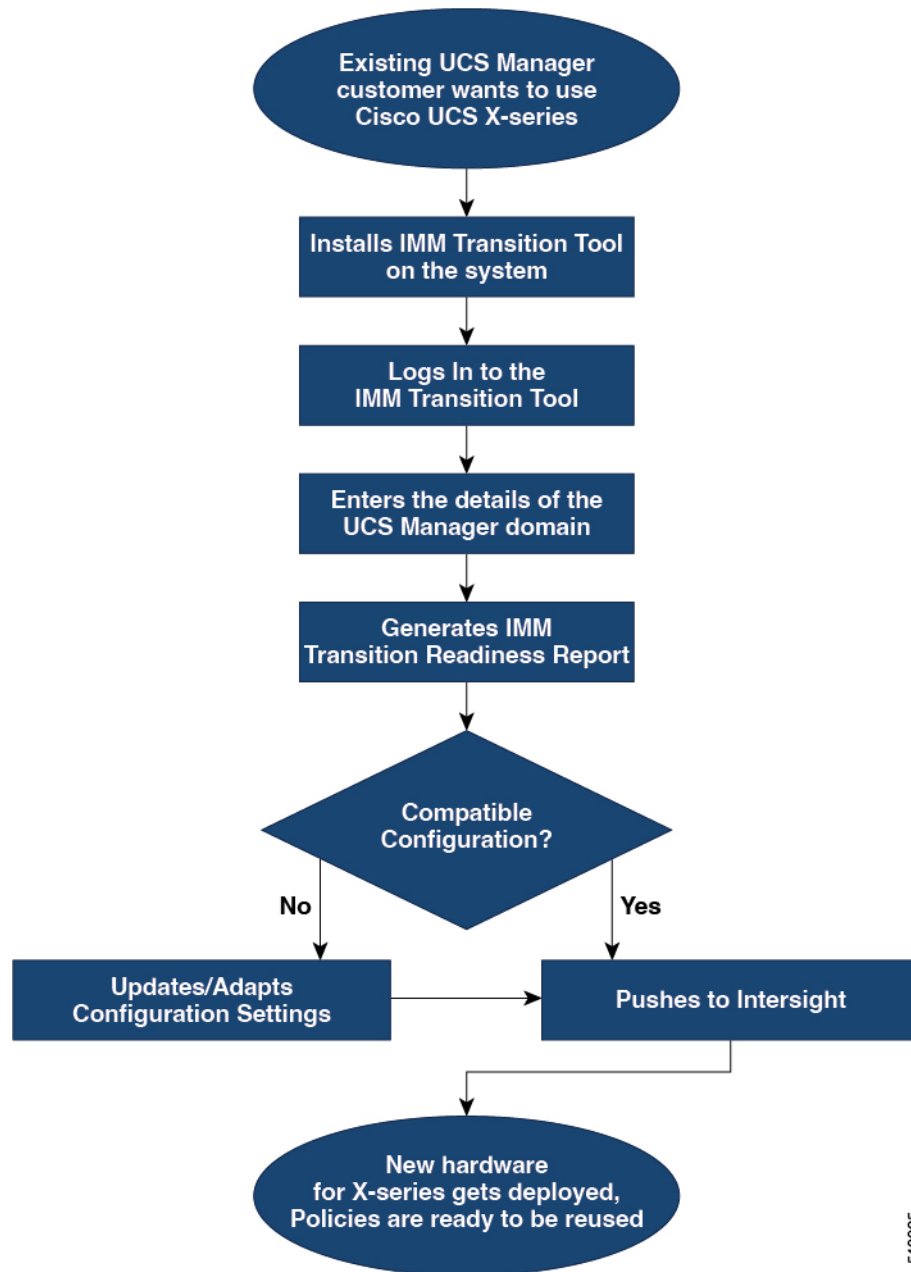 Existing UCS Manager
customer wants to use
Cisco UCS X-series
Installs IMM Transition Tool
on the system
Logs In to the
IMM Transition Tool
Enters the details of the
UCS Manager domain
Generates IMM
Transition Readiness Report
Compatible
Configuration?
No
Yes
Updates/Adapts
Configuration Settings
Pushes to Intersight
New hardware
for X-series gets deployed,
Policies are ready to be reused